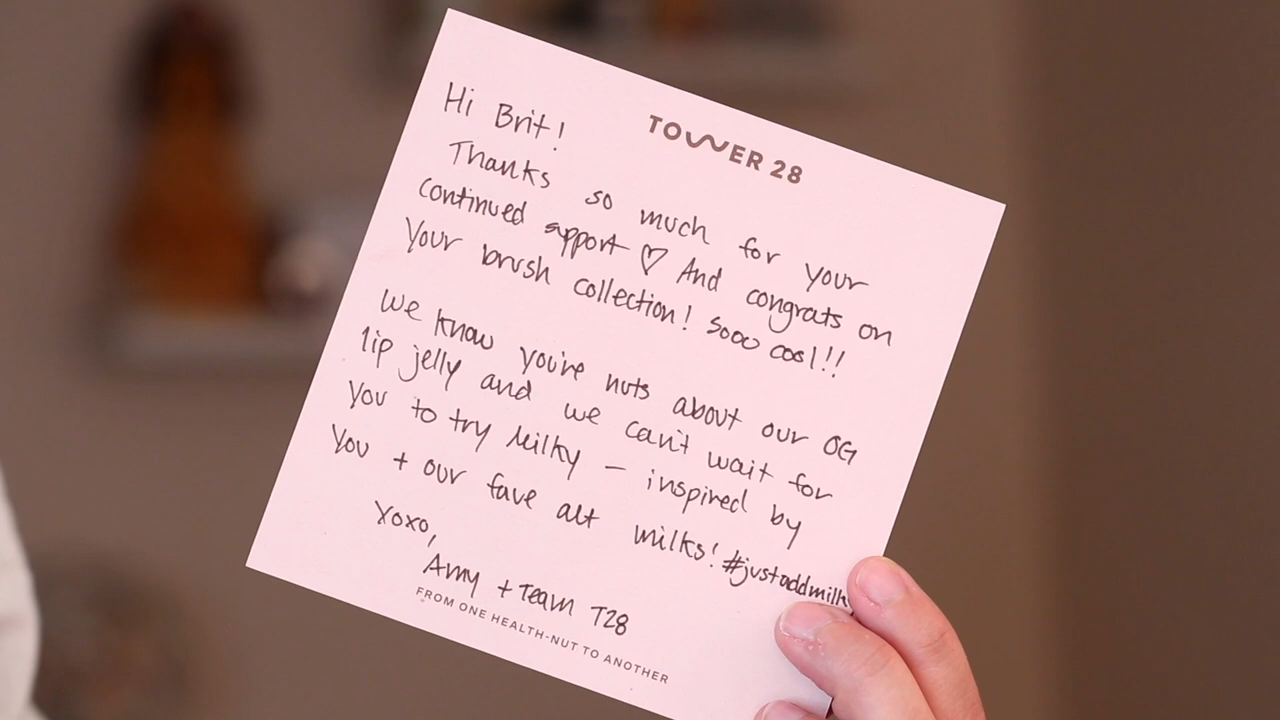 TOWER 28
Hi Brit!
Thanks so much for your
continued support ♡ And congrats on
your brush collection! Sooo cool!!
We know you're nuts about our OG
lip jelly and we can't wait for
you to try Milky – inspired by
you + our fave alt milks! #justaddmilk
xoxo,
Amy + Team T28
FROM ONE HEALTH-NUT TO ANOTHER